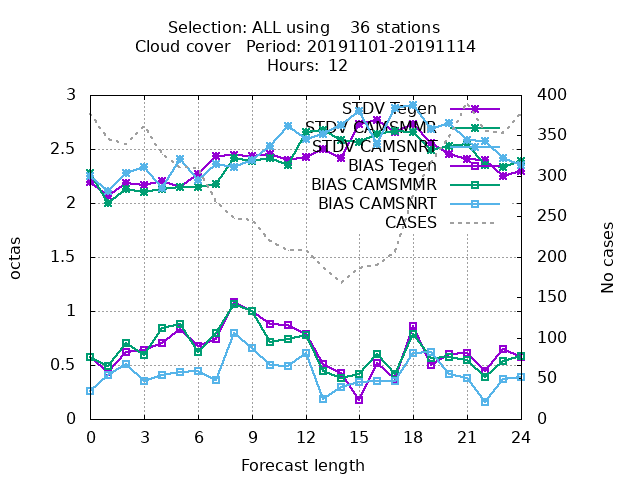 Selection: ALL using 36 stations
Cloud cover Period: 20191101-20191114
Hours: 12
3
2.5
2
1.5
1
0.5
0
400
350
300
250
200
150
100
50
0
STDV Tegen
STDV CAMSMMR
STDV CAMSNRT
BIAS Tegen
BIAS CAMSMMR
BIAS CAMSNRT
CASES
octas
No cases
0 3 6 9 12 15 18 21 24
Forecast length